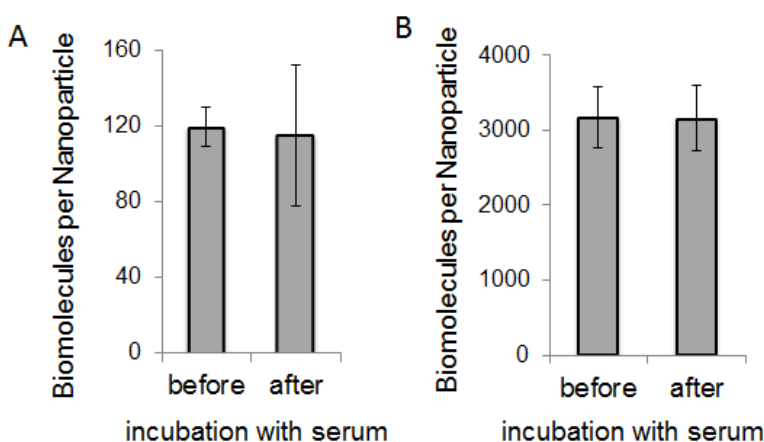 A
Biomolecules per Nanoparticle
160
120
80
40
0
before after
incubation with serum
B
Biomolecules per Nanoparticle
4000
3000
2000
1000
0
before after
incubation with serum